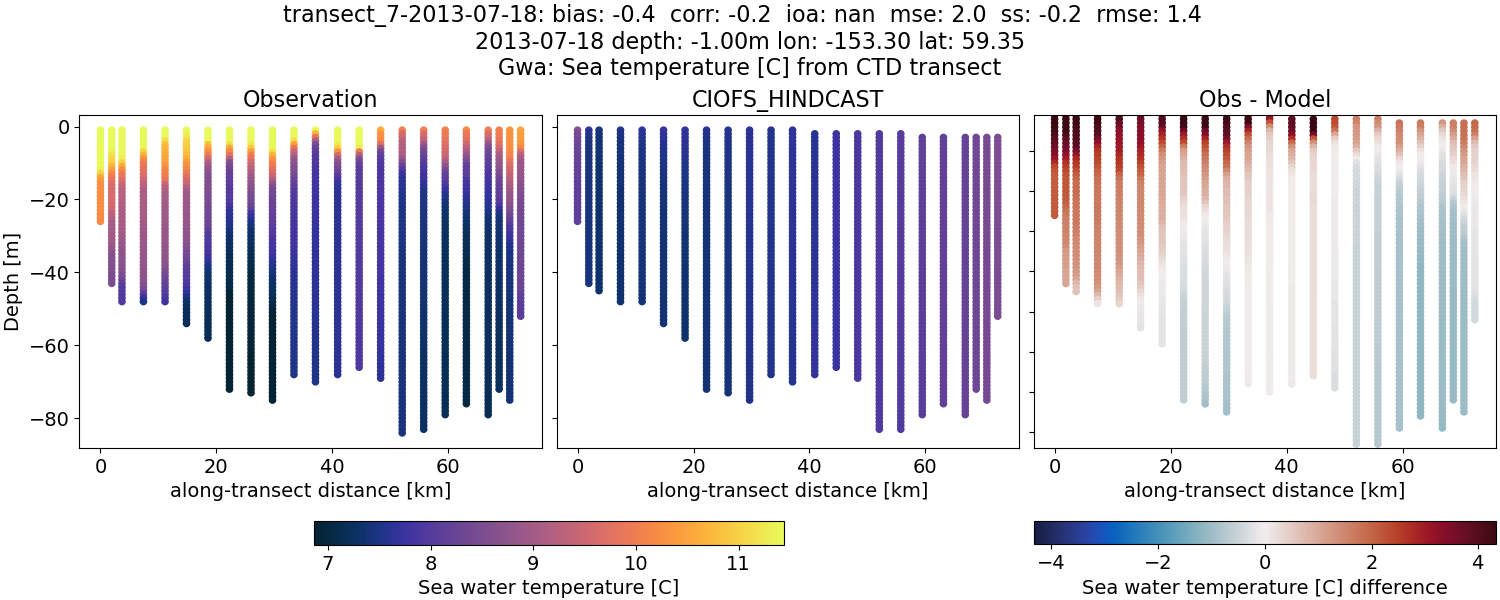 transect_7-2013-07-18: bias: -0.4  corr: -0.2  ioa: nan  mse: 2.0  ss: -0.2  rmse: 1.4
2013-07-18 depth: -1.00m lon: -153.30 lat: 59.35
Gwa: Sea temperature [C] from CTD transect
Observation
CIOFS_HINDCAST
Obs - Model
Depth [m]
0
−20
−40
−60
−80
0 20 40 60
0 20 40 60
0 20 40 60
along-transect distance [km]
along-transect distance [km]
along-transect distance [km]
7 8 9 10 11
Sea water temperature [C]
−4 −2 0 2 4
Sea water temperature [C] difference